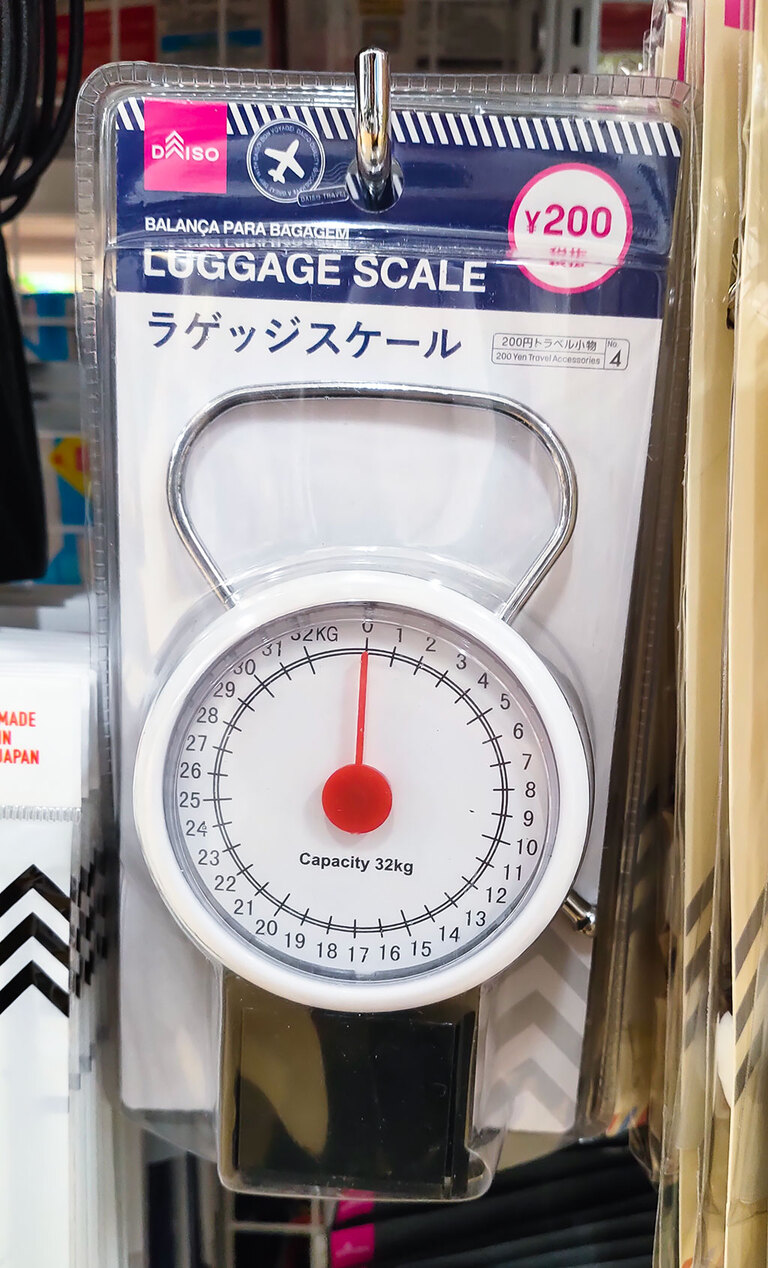 DAISO
DAISO TRAVEL
¥200
BALANÇA PARA BAGAGEM
LUGGAGE SCALE
ラゲッジスケール
200円トラベル小物
200 Yen Travel Accessories
No. 4
0
1
2
3
4
5
6
7
8
9
10
11
12
13
14
15
16
17
18
19
20
21
22
23
24
25
26
27
28
29
30
31
32KG
Capacity 32kg
MADE
IN
JAPAN